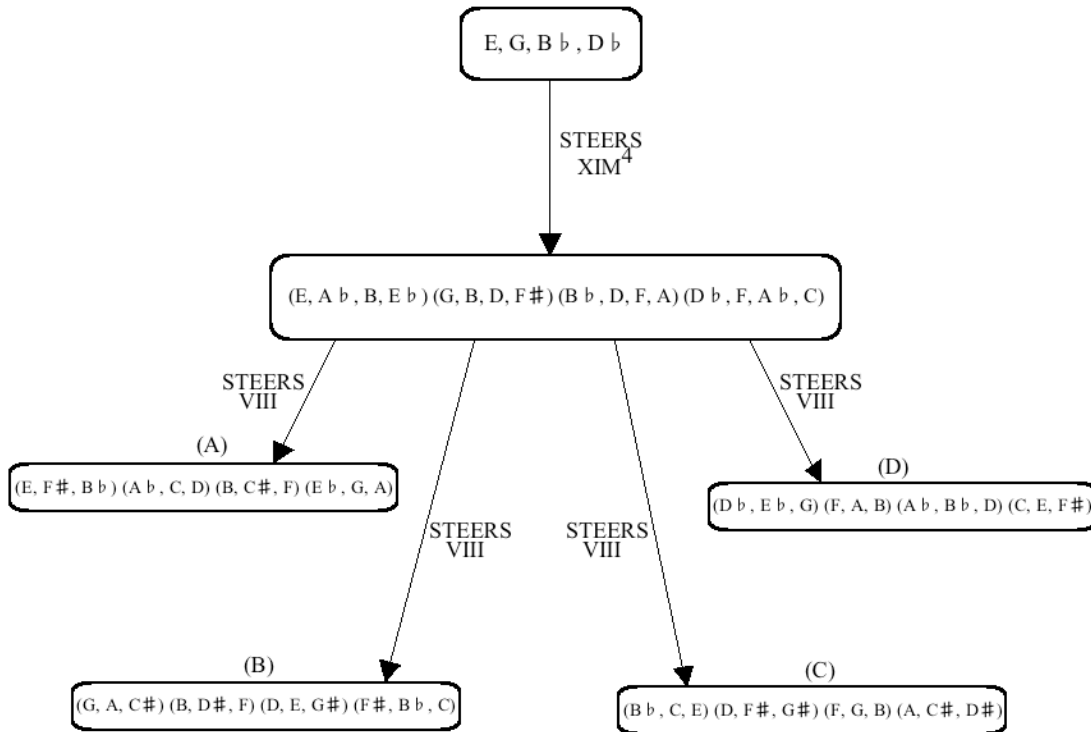 E, G, B♭, D♭
STEERS
XIM⁴
(E, A♭, B, E♭) (G, B, D, F♯) (B♭, D, F, A) (D♭, F, A♭, C)
STEERS
VIII
STEERS
VIII
(A)
(E, F♯, B♭) (A♭, C, D) (B, C♯, F) (E♭, G, A)
(D)
(D♭, E♭, G) (F, A, B) (A♭, B♭, D) (C, E, F♯)
STEERS
VIII
STEERS
VIII
(B)
(G, A, C♯) (B, D♯, F) (D, E, G♯) (F♯, B♭, C)
(C)
(B♭, C, E) (D, F♯, G♯) (F, G, B) (A, C♯, D♯)